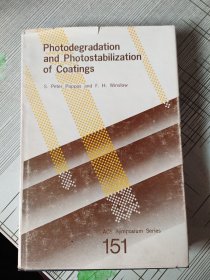 Photodegradation
and Photostabilization
of Coatings
S. Peter Pappas and F. H. Winslow
ACS Symposium Series
151